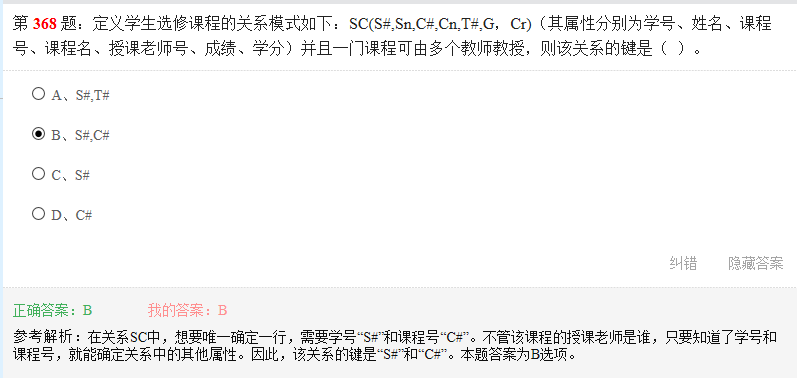 第 368 题：定义学生选修课程的关系模式如下：SC(S#,Sn,C#,Cn,T#,G，Cr)（其属性分别为学号、姓名、课程
号、课程名、授课老师号、成绩、学分）并且一门课程可由多个教师教授，则该关系的键是（ ）。
A、S#,T#
B、S#,C#
C、S#
D、C#
纠错 隐藏答案
正确答案：B 我的答案：B
参考解析：在关系SC中，想要唯一确定一行，需要学号“S#”和课程号“C#”。不管该课程的授课老师是谁，只要知道了学号和
课程号，就能确定关系中的其他属性。因此，该关系的键是“S#”和“C#”。本题答案为B选项。